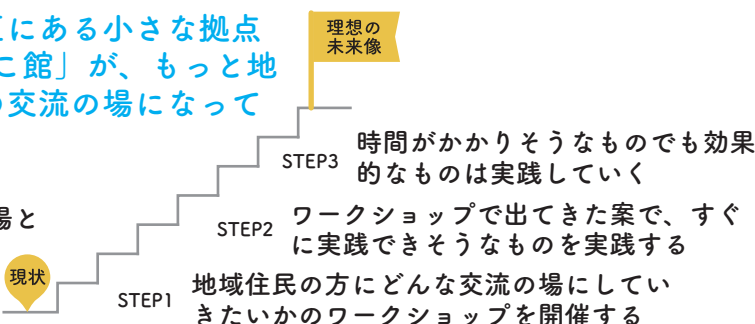 にある小さな拠点
こ館」が、もっと地
の交流の場になって
理想の
未来像
時間がかかりそうなものでも効果
STEP3
的なものは実践していく
場と
ワークショップで出てきた案で、すぐ
STEP2
に実践できそうなものを実践する
現状
地域住民の方にどんな交流の場にしてい
STEP1
きたいかのワークショップを開催する